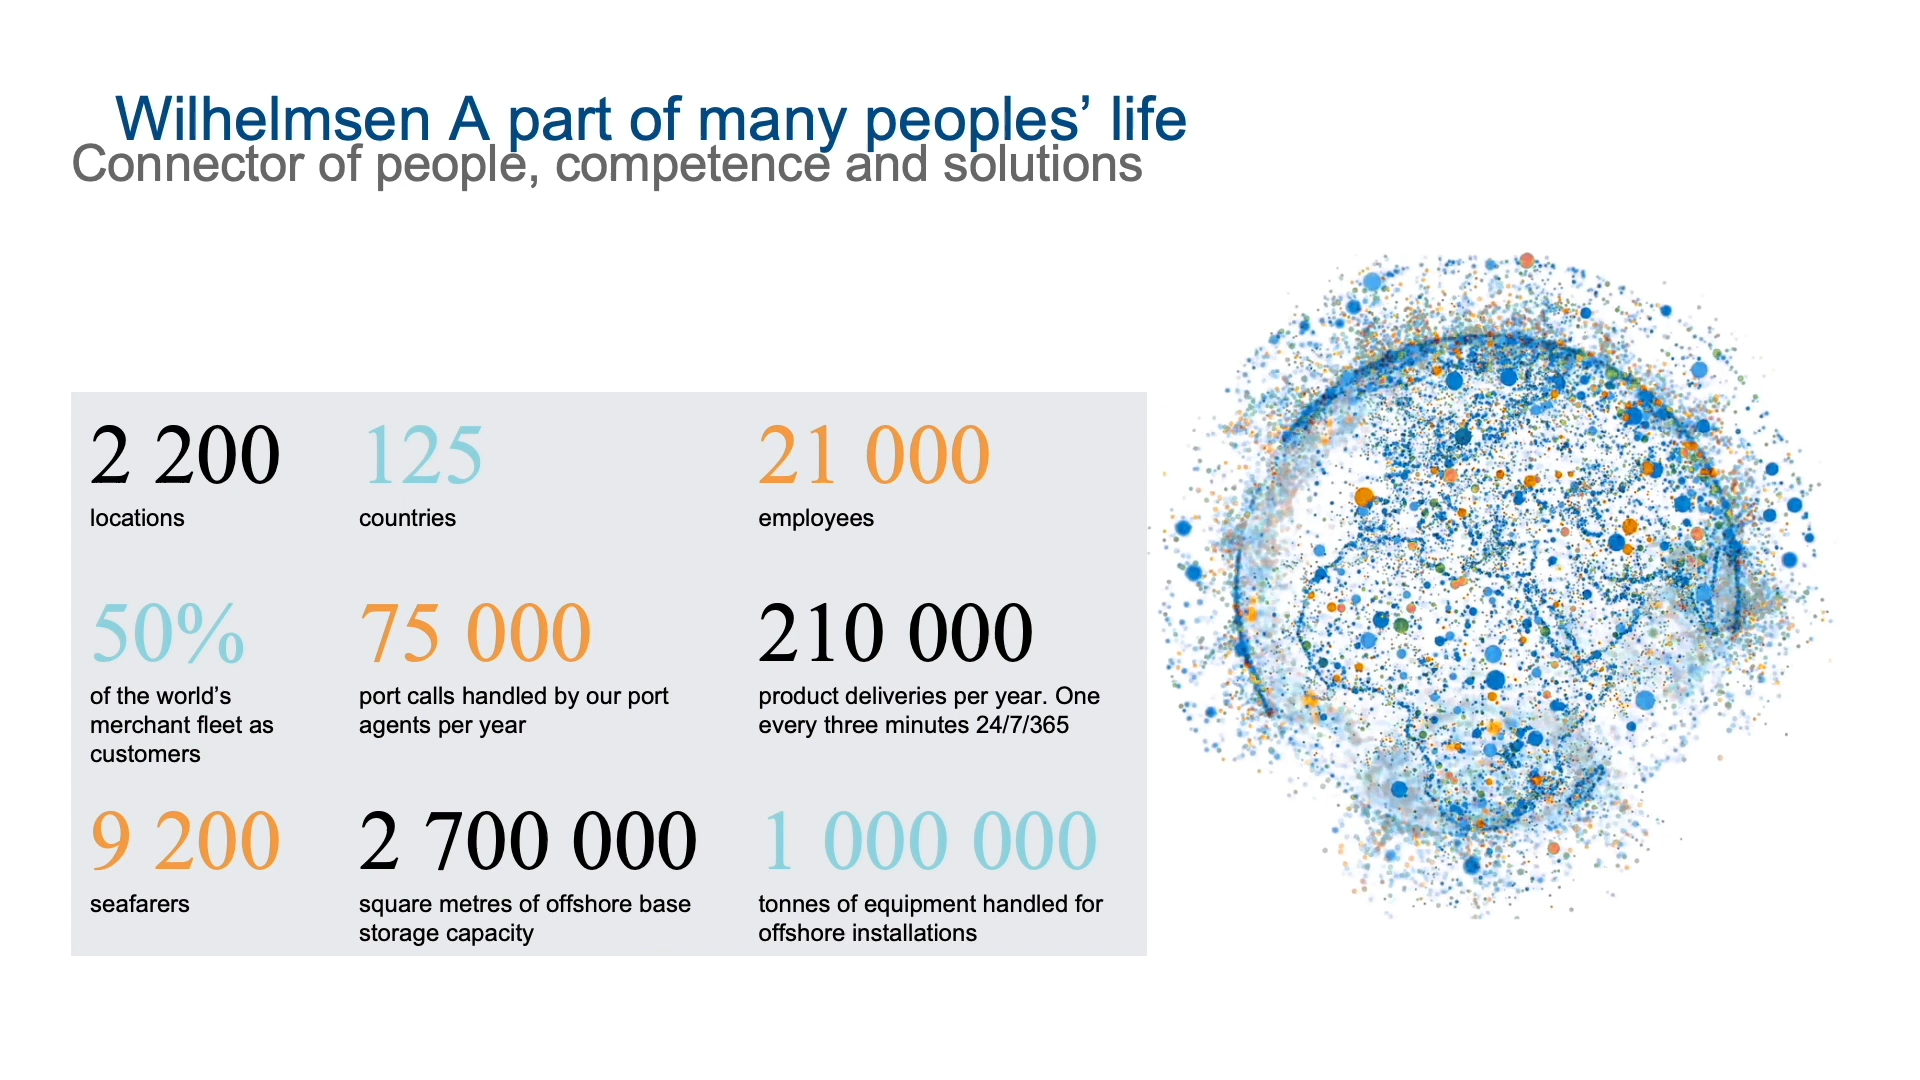 Wilhelmsen A part of many peoples’ life
Connector of people, competence and solutions
2 200
locations
125
countries
21 000
employees
50%
of the world’s
merchant fleet as
customers
75 000
port calls handled by our port
agents per year
210 000
product deliveries per year. One
every three minutes 24/7/365
9 200
seafarers
2 700 000
square metres of offshore base
storage capacity
1 000 000
tonnes of equipment handled for
offshore installations